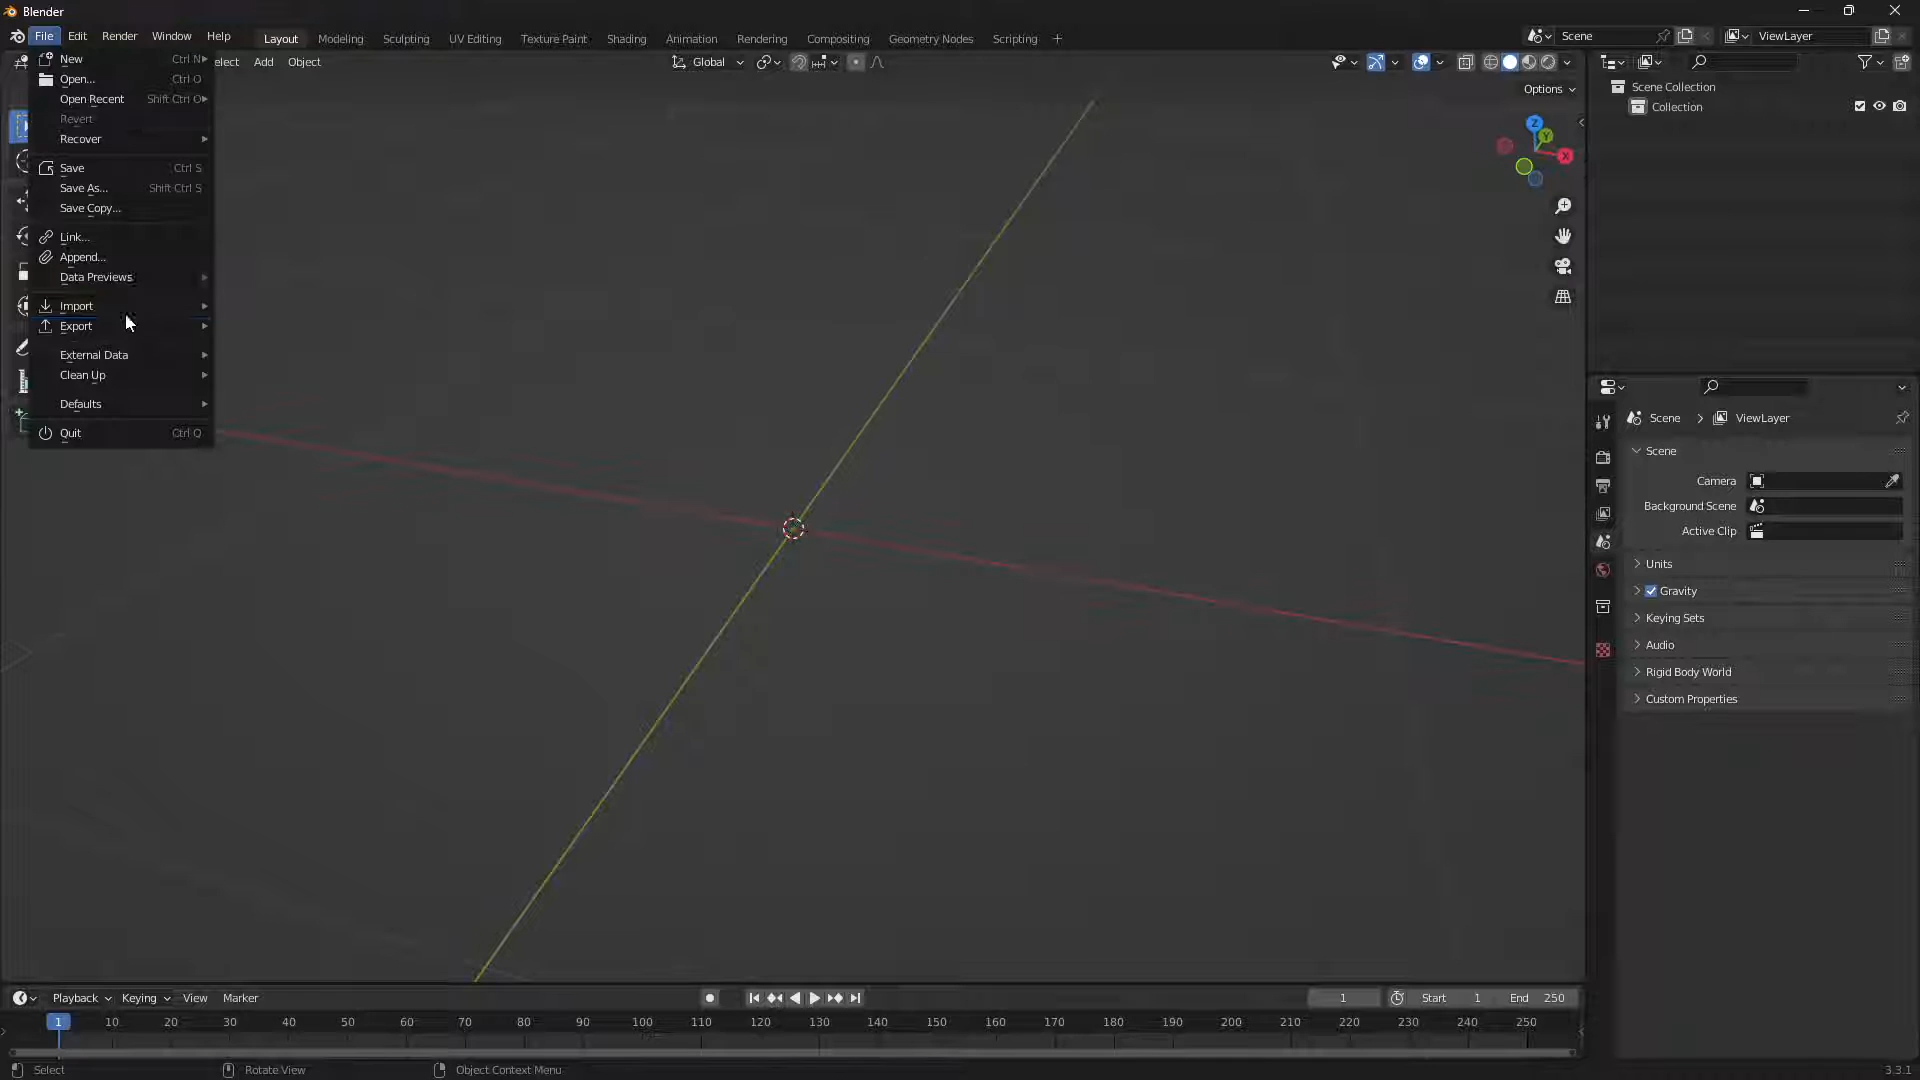 Blender
File Edit Render Window Help Layout Modeling Sculpting UV Editing Texture Paint Shading Animation Rendering Compositing Geometry Nodes Scripting + Scene ViewLayer
elect Add Object Global
Options
New Ctrl N
Open... Ctrl O
Open Recent Shift Ctrl O
Revert
Recover
Save Ctrl S
Save As... Shift Ctrl S
Save Copy...
Link...
Append...
Data Previews
Import
Export
External Data
Clean Up
Defaults
Quit Ctrl Q
Z
Y
X
Scene Collection
Collection
Scene > ViewLayer
Scene
Camera
Background Scene
Active Clip
Units
Gravity
Keying Sets
Audio
Rigid Body World
Custom Properties
Playback Keying View Marker 1 Start 1 End 250
1 10 20 30 40 50 60 70 80 90 100 110 120 130 140 150 160 170 180 190 200 210 220 230 240 250
Select Rotate View Object Context Menu 3.3.1